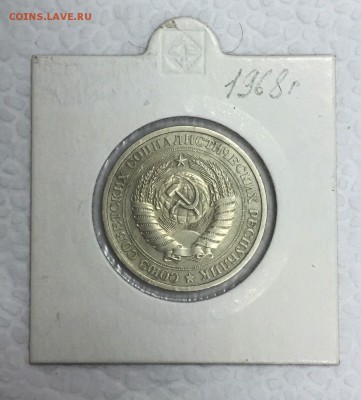 COINS.LAVE.RU
1968г
СОЮЗ СОВЕТСКИХ СОЦИАЛИСТИЧЕСКИХ РЕСПУБЛИК